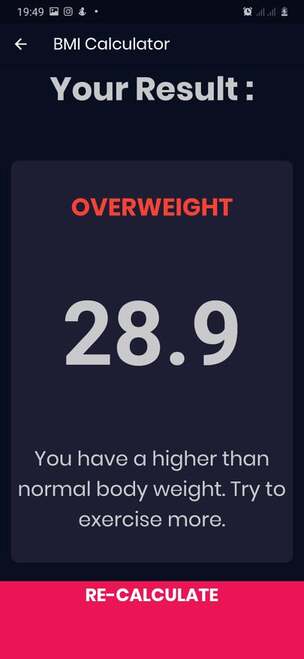 19:49
BMI Calculator
Your Result :
OVERWEIGHT
28.9
You have a higher than
normal body weight. Try to
exercise more.
RE-CALCULATE